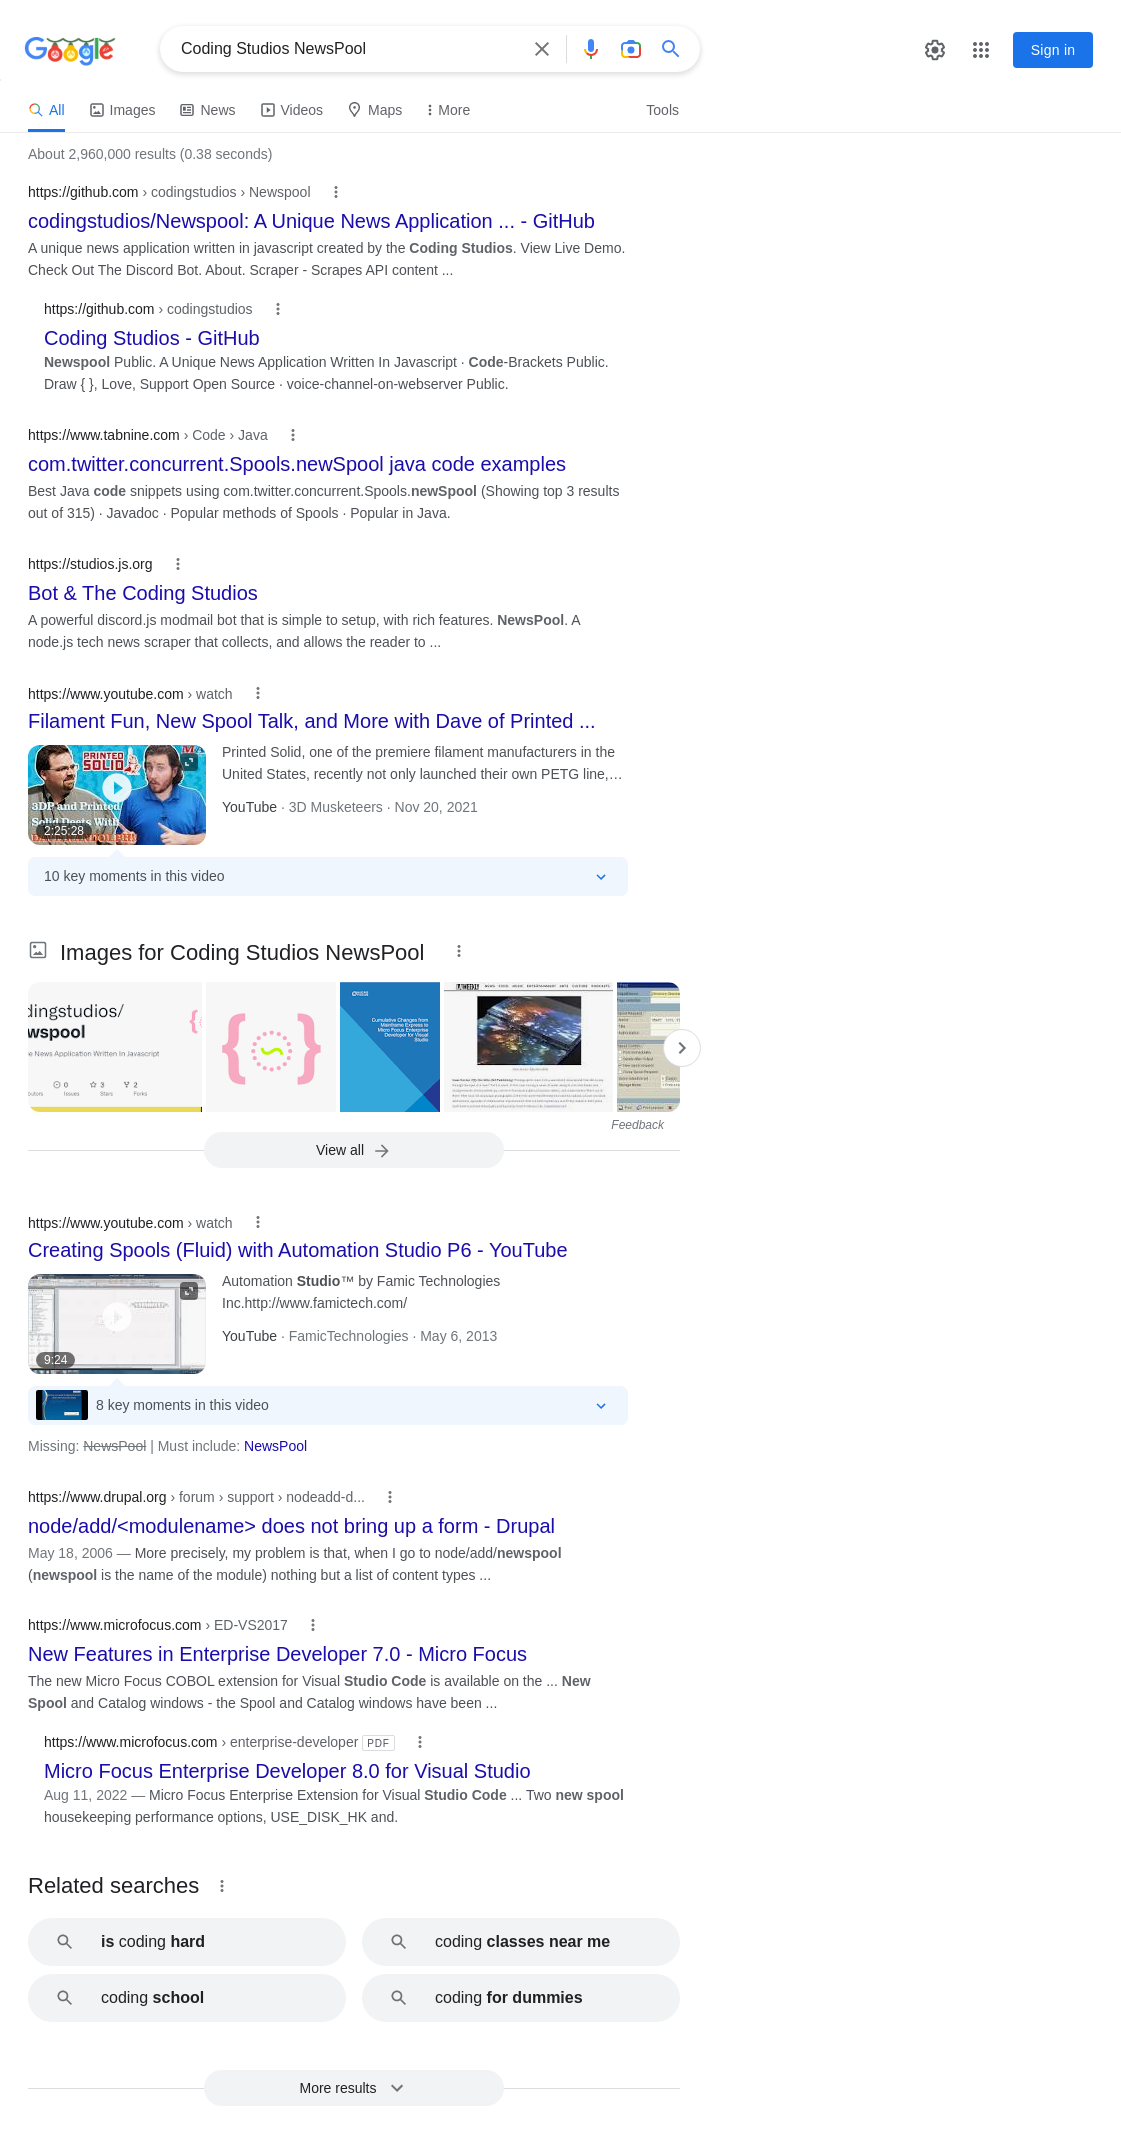 Google
Coding Studios NewsPool
Sign in
All Images News Videos Maps More Tools
About 2,960,000 results (0.38 seconds)
https://github.com › codingstudios › Newspool
codingstudios/Newspool: A Unique News Application ... - GitHub
A unique news application written in javascript created by the Coding Studios. View Live Demo.
Check Out The Discord Bot. About. Scraper - Scrapes API content ...
https://github.com › codingstudios
Coding Studios - GitHub
Newspool Public. A Unique News Application Written In Javascript · Code-Brackets Public.
Draw { }, Love, Support Open Source · voice-channel-on-webserver Public.
https://www.tabnine.com › Code › Java
com.twitter.concurrent.Spools.newSpool java code examples
Best Java code snippets using com.twitter.concurrent.Spools.newSpool (Showing top 3 results
out of 315) · Javadoc · Popular methods of Spools · Popular in Java.
https://studios.js.org
Bot & The Coding Studios
A powerful discord.js modmail bot that is simple to setup, with rich features. NewsPool. A
node.js tech news scraper that collects, and allows the reader to ...
https://www.youtube.com › watch
Filament Fun, New Spool Talk, and More with Dave of Printed ...
PRINTED
SOLID
3DP and Printed
Solid Deets With
2:25:28
Printed Solid, one of the premiere filament manufacturers in the
United States, recently not only launched their own PETG line,…
YouTube · 3D Musketeers · Nov 20, 2021
10 key moments in this video
Images for Coding Studios NewsPool
dingstudios/
wspool
e News Application Written In Javascript
0 3 2
butors Issues Stars Forks
Cumulative Changes from
Mainframe Express to
Micro Focus Enterprise
Developer for Visual
Studio
WEEKLY
Feedback
View all
https://www.youtube.com › watch
Creating Spools (Fluid) with Automation Studio P6 - YouTube
9:24
Automation Studio™ by Famic Technologies
Inc.http://www.famictech.com/
YouTube · FamicTechnologies · May 6, 2013
8 key moments in this video
Missing: NewsPool | Must include: NewsPool
https://www.drupal.org › forum › support › nodeadd-d...
node/add/<modulename> does not bring up a form - Drupal
May 18, 2006 — More precisely, my problem is that, when I go to node/add/newspool
(newspool is the name of the module) nothing but a list of content types ...
https://www.microfocus.com › ED-VS2017
New Features in Enterprise Developer 7.0 - Micro Focus
The new Micro Focus COBOL extension for Visual Studio Code is available on the ... New
Spool and Catalog windows - the Spool and Catalog windows have been ...
https://www.microfocus.com › enterprise-developer PDF
Micro Focus Enterprise Developer 8.0 for Visual Studio
Aug 11, 2022 — Micro Focus Enterprise Extension for Visual Studio Code ... Two new spool
housekeeping performance options, USE_DISK_HK and.
Related searches
is coding hard
coding classes near me
coding school
coding for dummies
More results